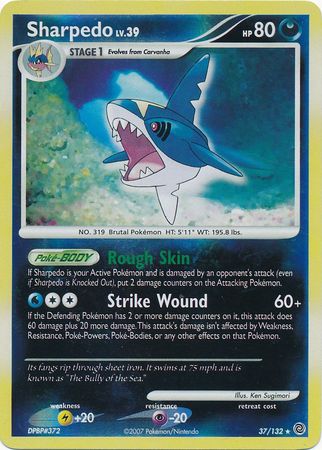 Sharpedo LV.39 HP 80
STAGE 1 Evolves from Carvanha
NO. 319 Brutal Pokémon HT: 5'11" WT: 195.8 lbs.
Poké-BODY Rough Skin
If Sharpedo is your Active Pokémon and is damaged by an opponent's attack (even
if Sharpedo is Knocked Out), put 2 damage counters on the Attacking Pokémon.
Strike Wound 60+
If the Defending Pokémon has 2 or more damage counters on it, this attack does
60 damage plus 20 more damage. This attack's damage isn't affected by Weakness,
Resistance, Poké-Powers, Poké-Bodies, or any other effects on that Pokémon.
Its fangs rip through sheet iron. It swims at 75 mph and is
known as "The Bully of the Sea."
weakness resistance retreat cost
+20 -20
DPBP#372 ©2007 Pokémon/Nintendo 37/132 ★